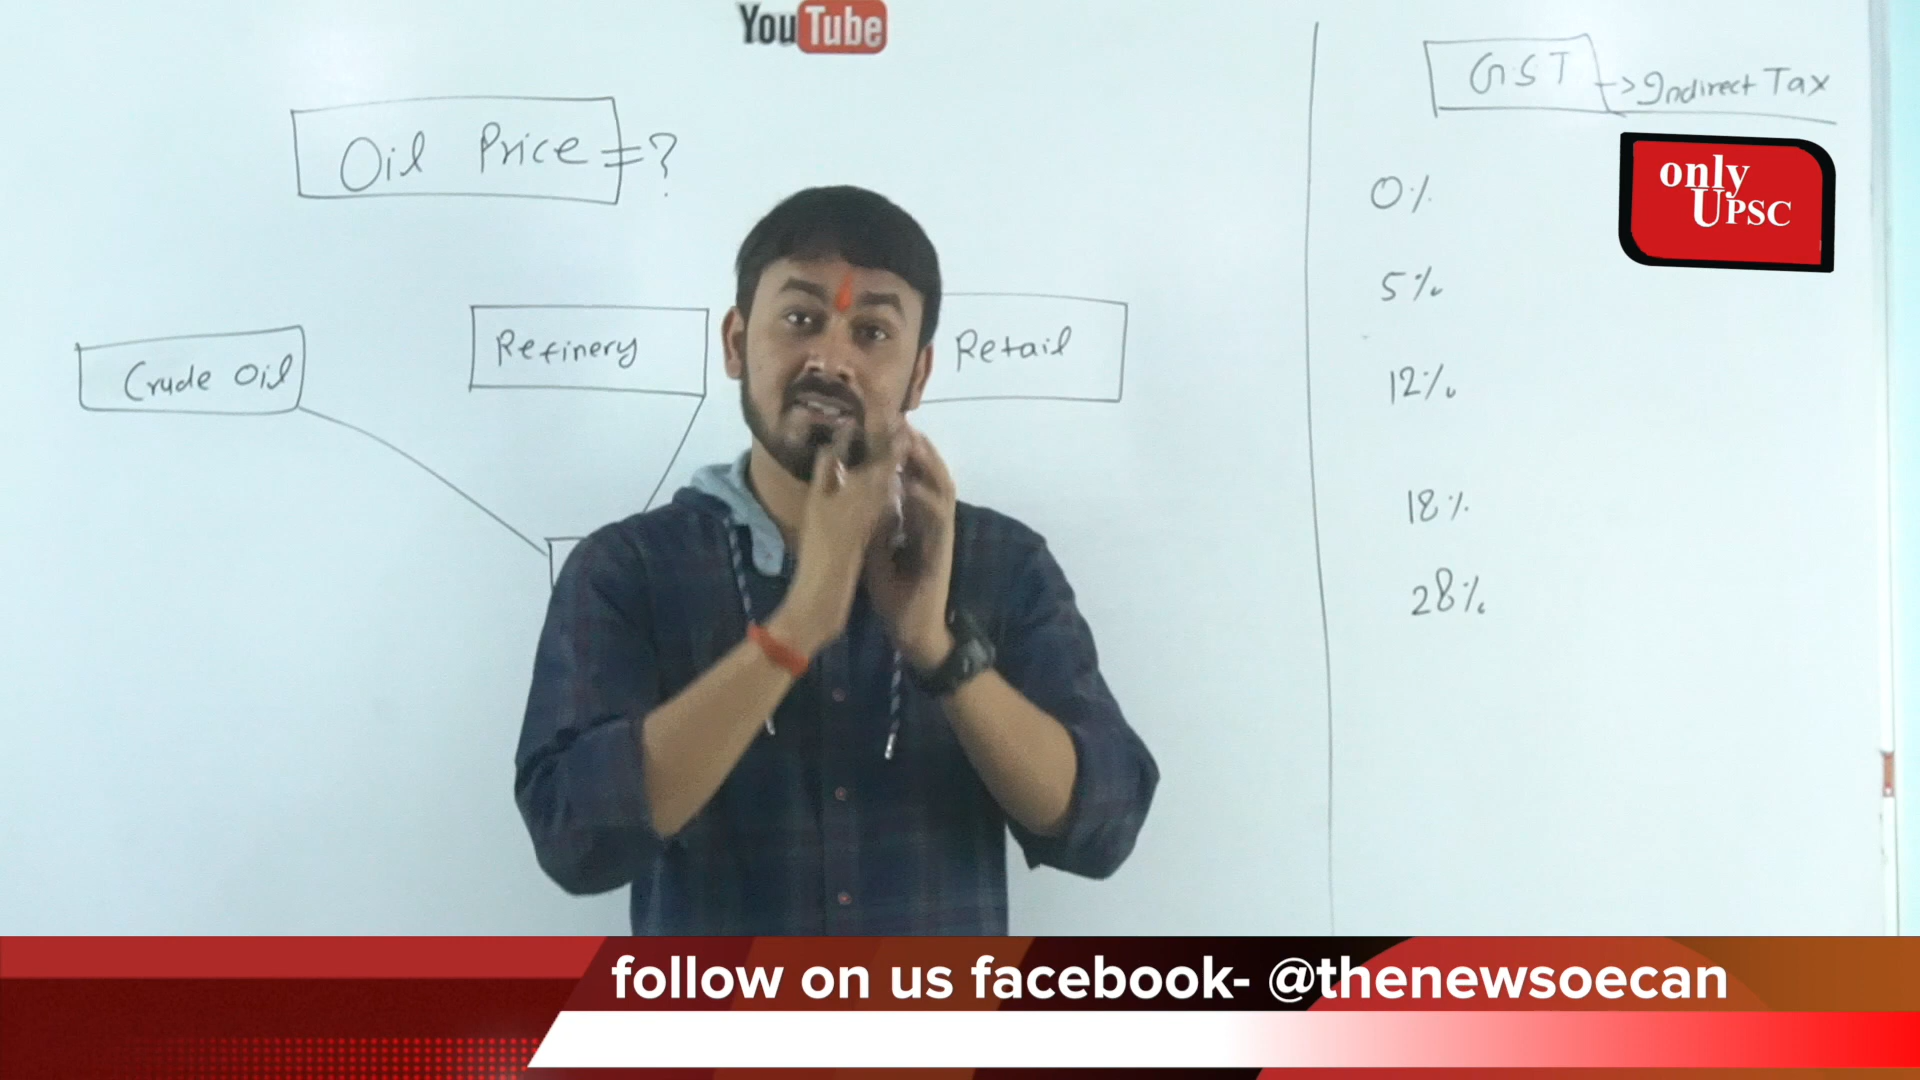 YouTube
Oil Price = ?
Crude Oil
Refinery
Retail
GST -> Indirect Tax
only
UPSC
0%
5%
12%
18%
28%
follow on us facebook- @thenewsoecan